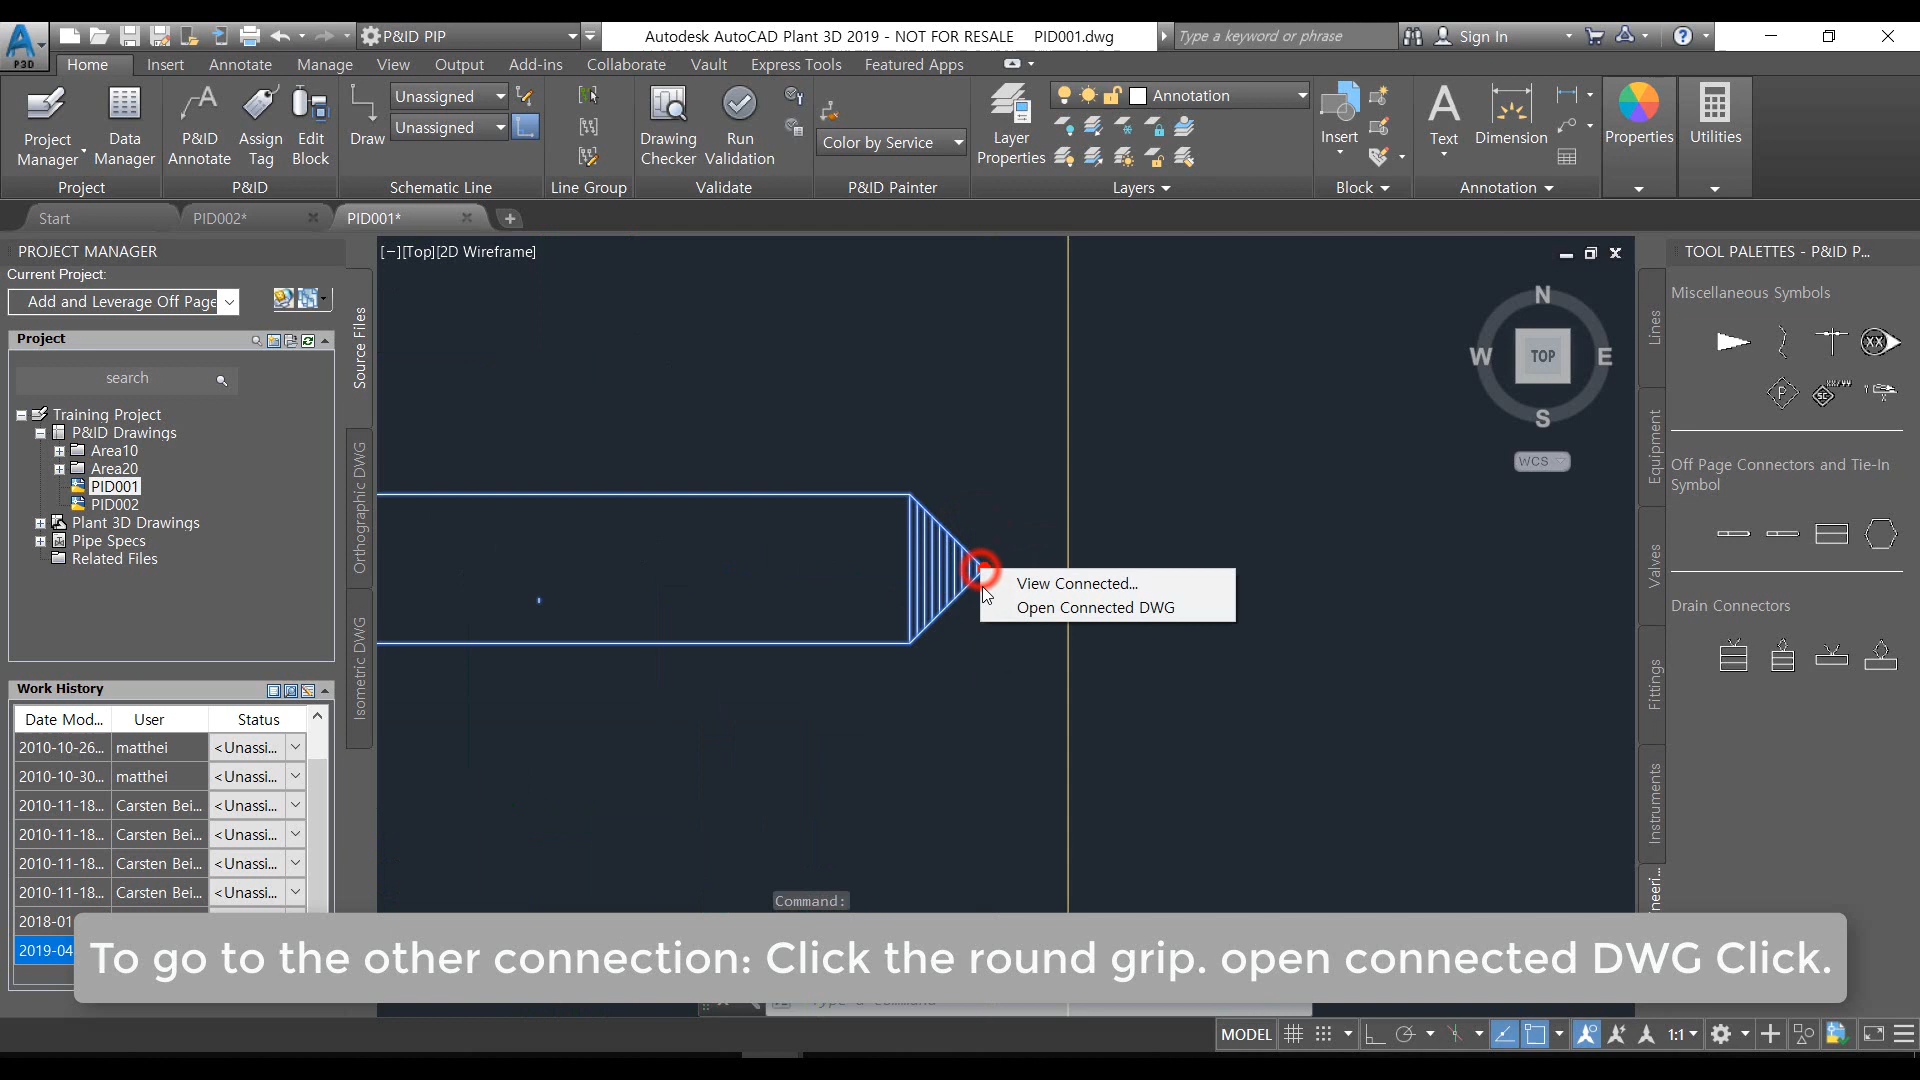 P3D
P&ID PIP
Autodesk AutoCAD Plant 3D 2019 - NOT FOR RESALE PID001.dwg
Type a keyword or phrase
Sign In
Home Insert Annotate Manage View Output Add-ins Collaborate Vault Express Tools Featured Apps
Project Manager
Data Manager
P&ID Annotate
Assign Tag
Edit Block
Draw
Unassigned
Unassigned
Drawing Checker
Run Validation
Color by Service
Layer Properties
Annotation
Insert
Text
Dimension
Properties
Utilities
Project P&ID Schematic Line Line Group Validate P&ID Painter Layers Block Annotation
Start PID002* PID001*
PROJECT MANAGER
Current Project:
Add and Leverage Off Page
Project
search
Training Project
P&ID Drawings
Area10
Area20
PID001
PID002
Plant 3D Drawings
Pipe Specs
Related Files
Source Files
Orthographic DWG
Isometric DWG
Work History
Date Mod... User Status
2010-10-26... matthei <Unassi...
2010-10-30... matthei <Unassi...
2010-11-18... Carsten Bei... <Unassi...
2010-11-18... Carsten Bei... <Unassi...
2010-11-18... Carsten Bei... <Unassi...
2010-11-18... Carsten Bei... <Unassi...
2018-01
2019-04
[−][Top][2D Wireframe]
N
W TOP E
S
WCS
View Connected...
Open Connected DWG
Command:
TOOL PALETTES - P&ID P...
Miscellaneous Symbols
XX
P
SC
XX/YY
Off Page Connectors and Tie-In
Symbol
Drain Connectors
Lines
Equipment
Valves
Fittings
Instruments
To go to the other connection: Click the round grip. open connected DWG Click.
Type a command
MODEL
1:1